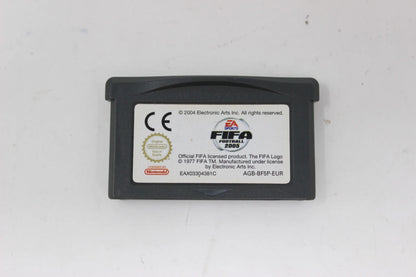 © 2004 Electronic Arts Inc. All rights reserved.
CE
EA
SPORTS
FIFA
FOOTBALL
2005
Official FIFA licensed product. The FIFA Logo
© 1977 FIFA TM. Manufactured under license
by Electronic Arts Inc.
Nintendo
EAX03304381C
AGB-BF5P-EUR